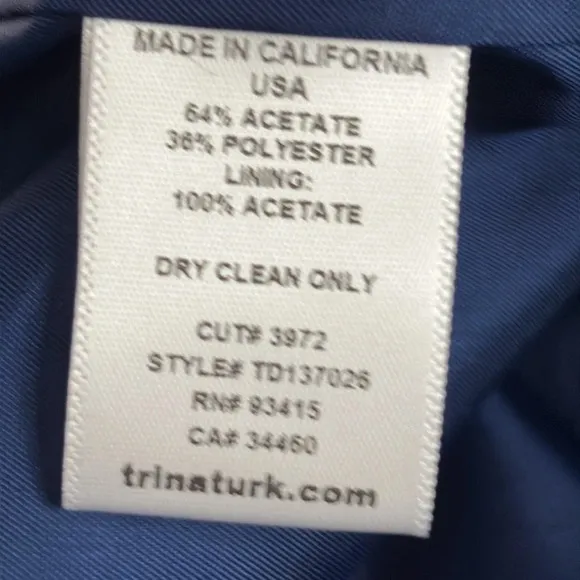 MADE IN CALIFORNIA
USA
64% ACETATE
36% POLYESTER
LINING:
100% ACETATE
DRY CLEAN ONLY
CUT# 3972
STYLE# TD137026
RN# 93415
CA# 34460
trinaturk.com